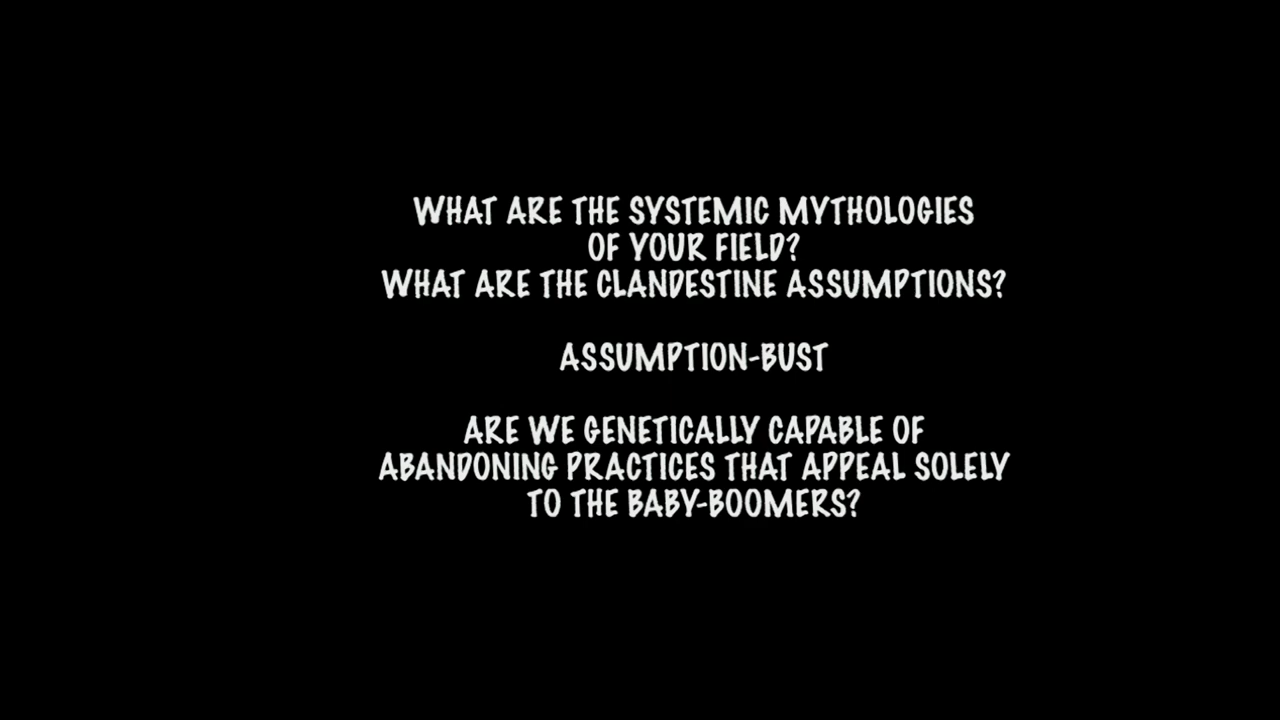 WHAT ARE THE SYSTEMIC MYTHOLOGIES
OF YOUR FIELD?
WHAT ARE THE CLANDESTINE ASSUMPTIONS?
ASSUMPTION-BUST
ARE WE GENETICALLY CAPABLE OF
ABANDONING PRACTICES THAT APPEAL SOLELY
TO THE BABY-BOOMERS?